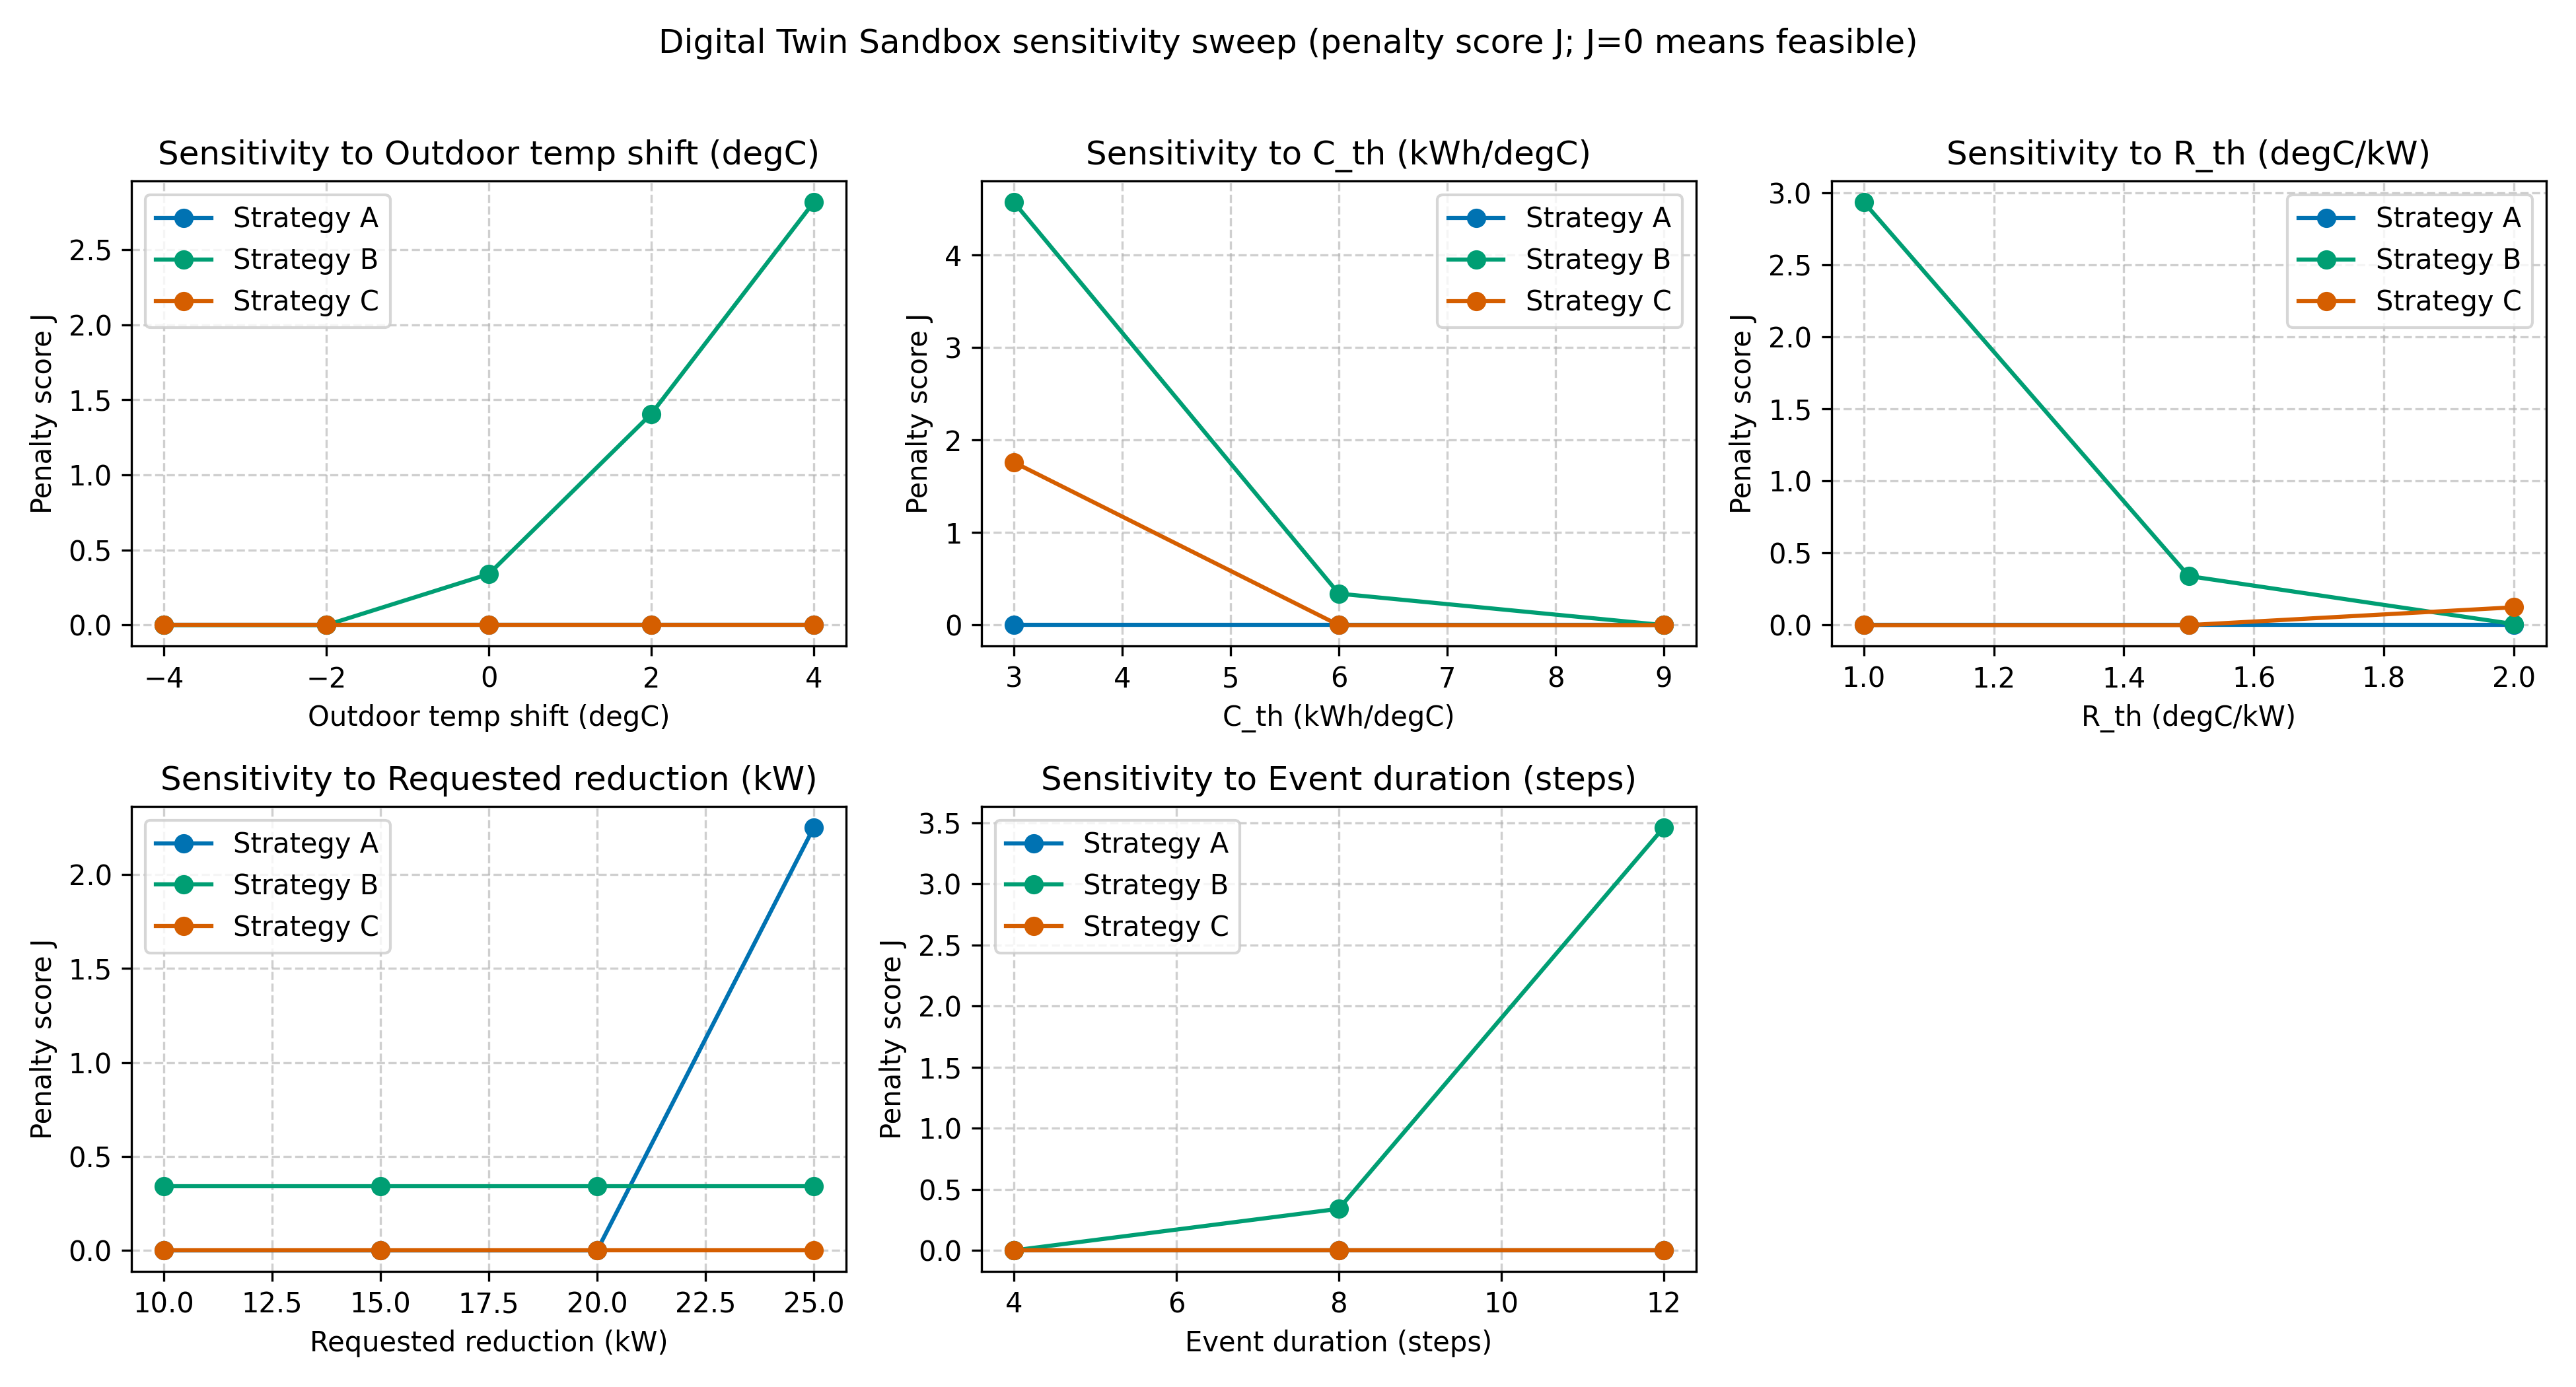 Digital Twin Sandbox sensitivity sweep (penalty score J; J=0 means feasible)
Sensitivity to Outdoor temp shift (degC)
Strategy A
Strategy B
Strategy C
Penalty score J
2.5
2.0
1.5
1.0
0.5
0.0
−4
−2
0
2
4
Outdoor temp shift (degC)
Sensitivity to C_th (kWh/degC)
Strategy A
Strategy B
Strategy C
Penalty score J
4
3
2
1
0
3
4
5
6
7
8
9
C_th (kWh/degC)
Sensitivity to R_th (degC/kW)
Strategy A
Strategy B
Strategy C
Penalty score J
3.0
2.5
2.0
1.5
1.0
0.5
0.0
1.0
1.2
1.4
1.6
1.8
2.0
R_th (degC/kW)
Sensitivity to Requested reduction (kW)
Strategy A
Strategy B
Strategy C
Penalty score J
2.0
1.5
1.0
0.5
0.0
10.0
12.5
15.0
17.5
20.0
22.5
25.0
Requested reduction (kW)
Sensitivity to Event duration (steps)
Strategy A
Strategy B
Strategy C
Penalty score J
3.5
3.0
2.5
2.0
1.5
1.0
0.5
0.0
4
6
8
10
12
Event duration (steps)